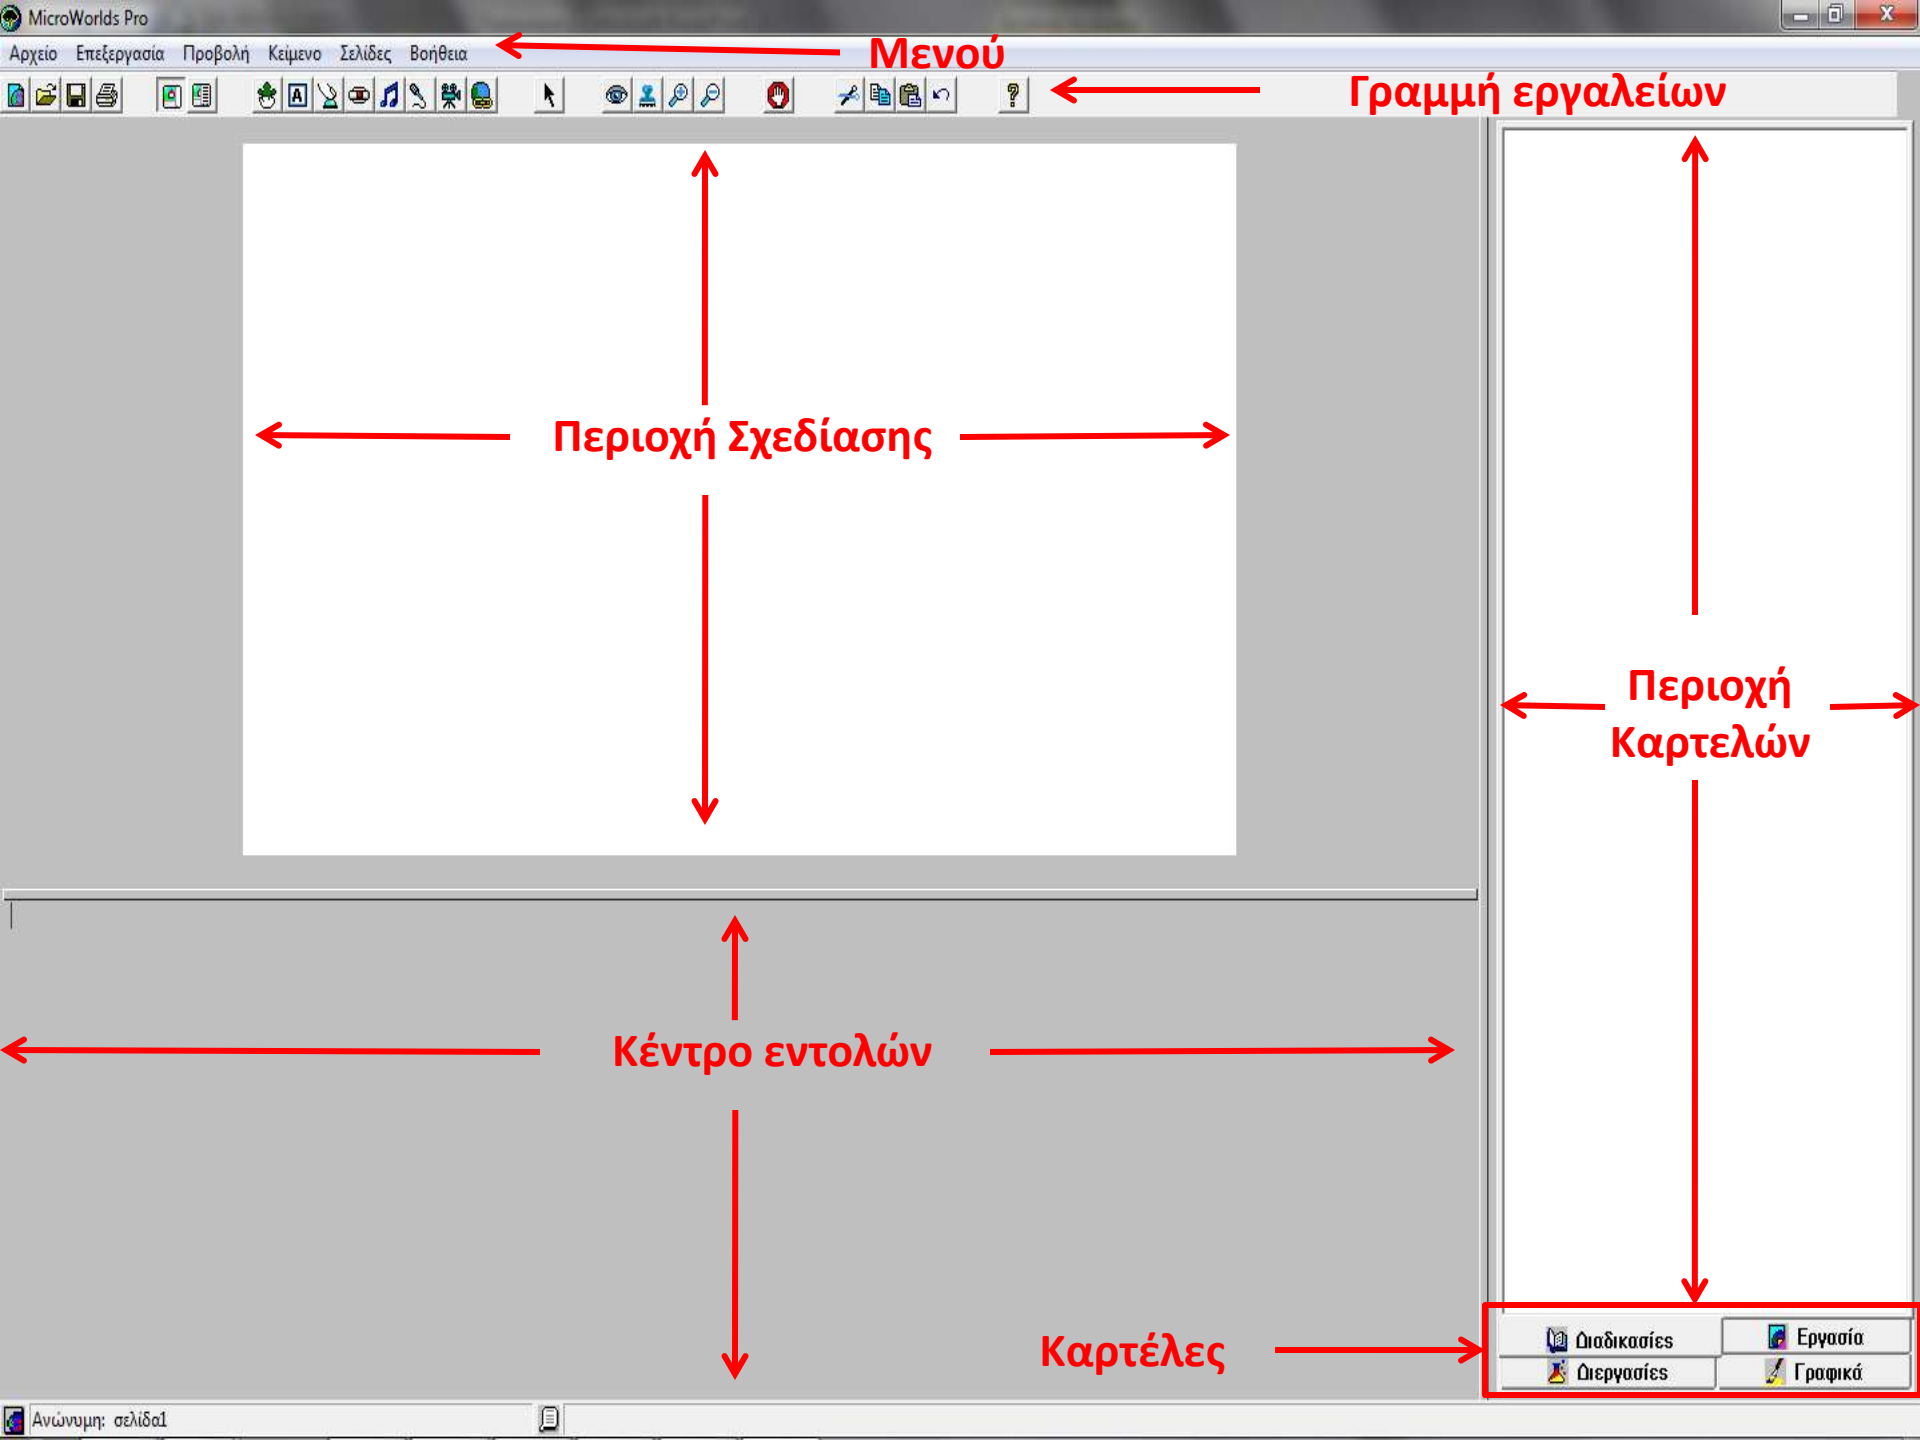 MicroWorlds Pro
Αρχείο Επεξεργασία Προβολή Κείμενο Σελίδες Βοήθεια
Μενού
Γραμμή εργαλείων
Περιοχή Σχεδίασης
Περιοχή
Καρτελών
Κέντρο εντολών
Καρτέλες
Διαδικασίες Εργασία
Διεργασίες Γραφικά
Ανώνυμη: σελίδα1